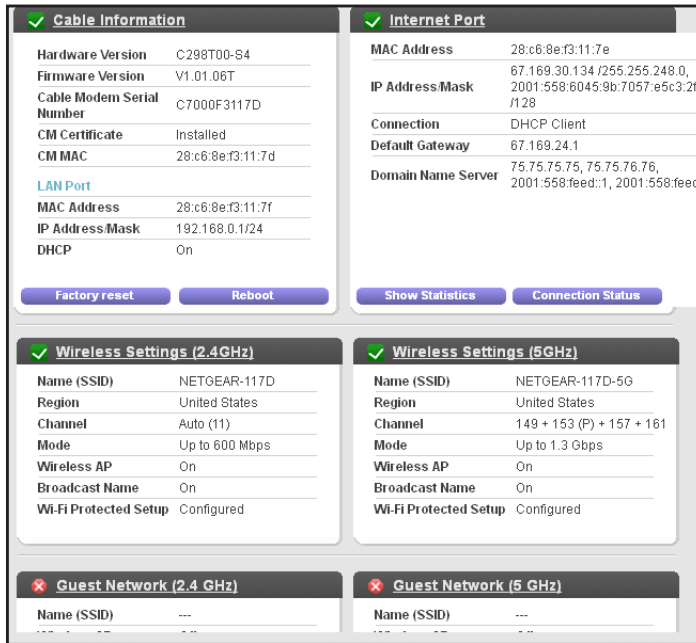 Cable Information
Hardware Version C298T00-S4
Firmware Version V1.01.06T
Cable Modem Serial
Number C7000F3117D
CM Certificate Installed
CM MAC 28:c6:8e:f3:11:7d
LAN Port
MAC Address 28:c6:8e:f3:11:7f
IP Address/Mask 192.168.0.1/24
DHCP On
Factory reset Reboot
Internet Port
MAC Address 28:c6:8e:f3:11:7e
IP Address/Mask 67.169.30.134 /255.255.248.0,
2001:558:6045:9b:7057:e5c3:2f
/128
Connection DHCP Client
Default Gateway 67.169.24.1
Domain Name Server 75.75.75.75, 75.75.76.76,
2001:558:feed::1, 2001:558:feed
Show Statistics Connection Status
Wireless Settings (2.4GHz)
Name (SSID) NETGEAR-117D
Region United States
Channel Auto (11)
Mode Up to 600 Mbps
Wireless AP On
Broadcast Name On
Wi-Fi Protected Setup Configured
Wireless Settings (5GHz)
Name (SSID) NETGEAR-117D-5G
Region United States
Channel 149 + 153 (P) + 157 + 161
Mode Up to 1.3 Gbps
Wireless AP On
Broadcast Name On
Wi-Fi Protected Setup Configured
Guest Network (2.4 GHz)
Name (SSID) ---
Guest Network (5 GHz)
Name (SSID) ---